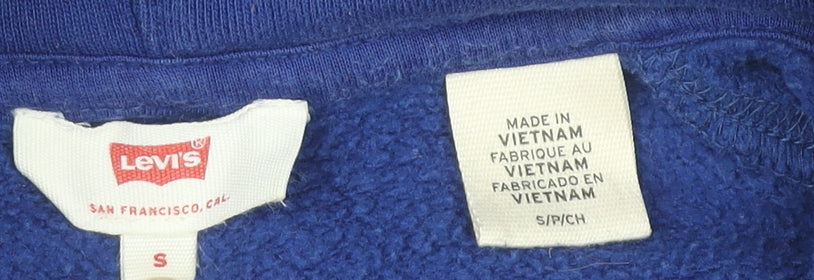 Levi's®
SAN FRANCISCO, CAL.
S
MADE IN
VIETNAM
FABRIQUE AU
VIETNAM
FABRICADO EN
VIETNAM
S/P/CH